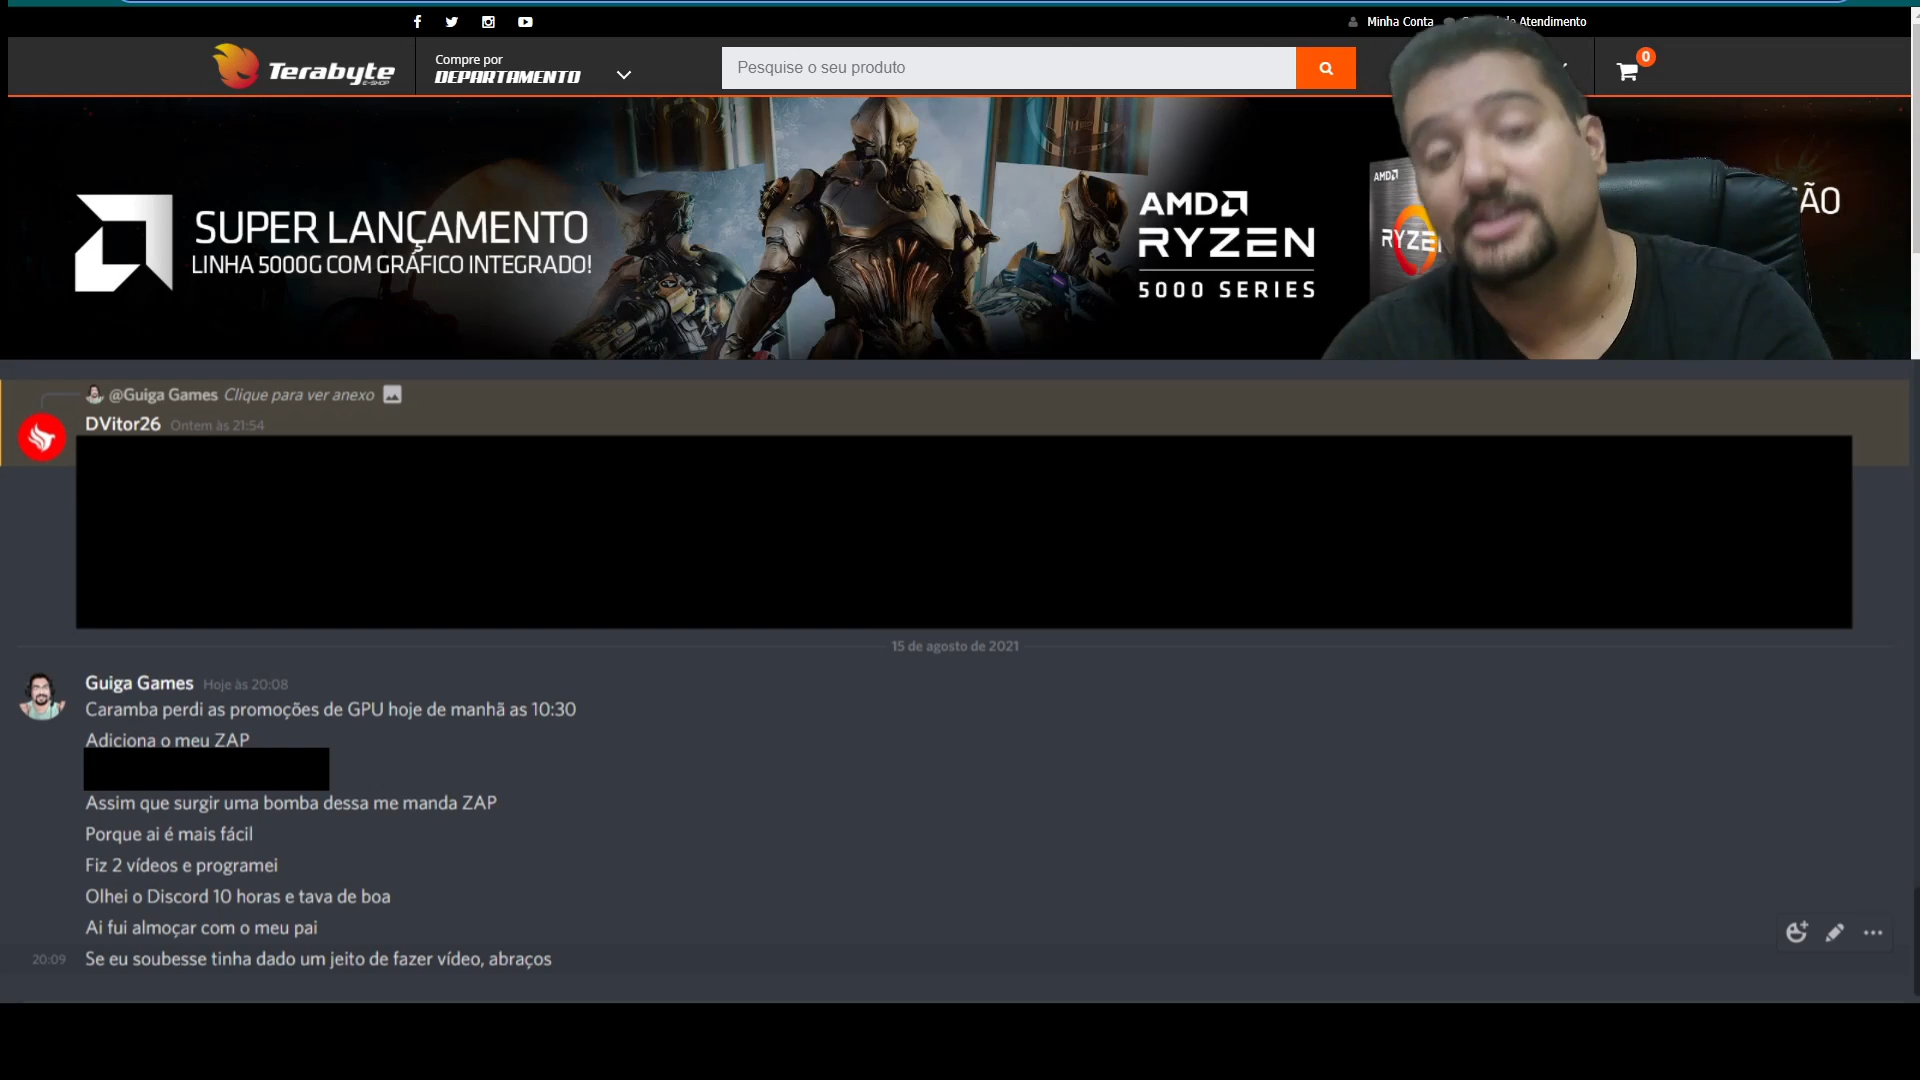 Minha Conta
Atendimento
Terabyte
E-SHOP
Compre por
DEPARTAMENTO
Pesquise o seu produto
0
SUPER LANÇAMENTO
LINHA 5000G COM GRÁFICO INTEGRADO!
AMD
RYZEN
5000 SERIES
AMD
RYZE
ÃO
@Guiga Games Clique para ver anexo
DVitor26 Ontem às 21:54
15 de agosto de 2021
Guiga Games Hoje às 20:08
Caramba perdi as promoções de GPU hoje de manhã as 10:30
Adiciona o meu ZAP
Assim que surgir uma bomba dessa me manda ZAP
Porque ai é mais fácil
Fiz 2 vídeos e programei
Olhei o Discord 10 horas e tava de boa
Ai fui almoçar com o meu pai
20:09 Se eu soubesse tinha dado um jeito de fazer vídeo, abraços